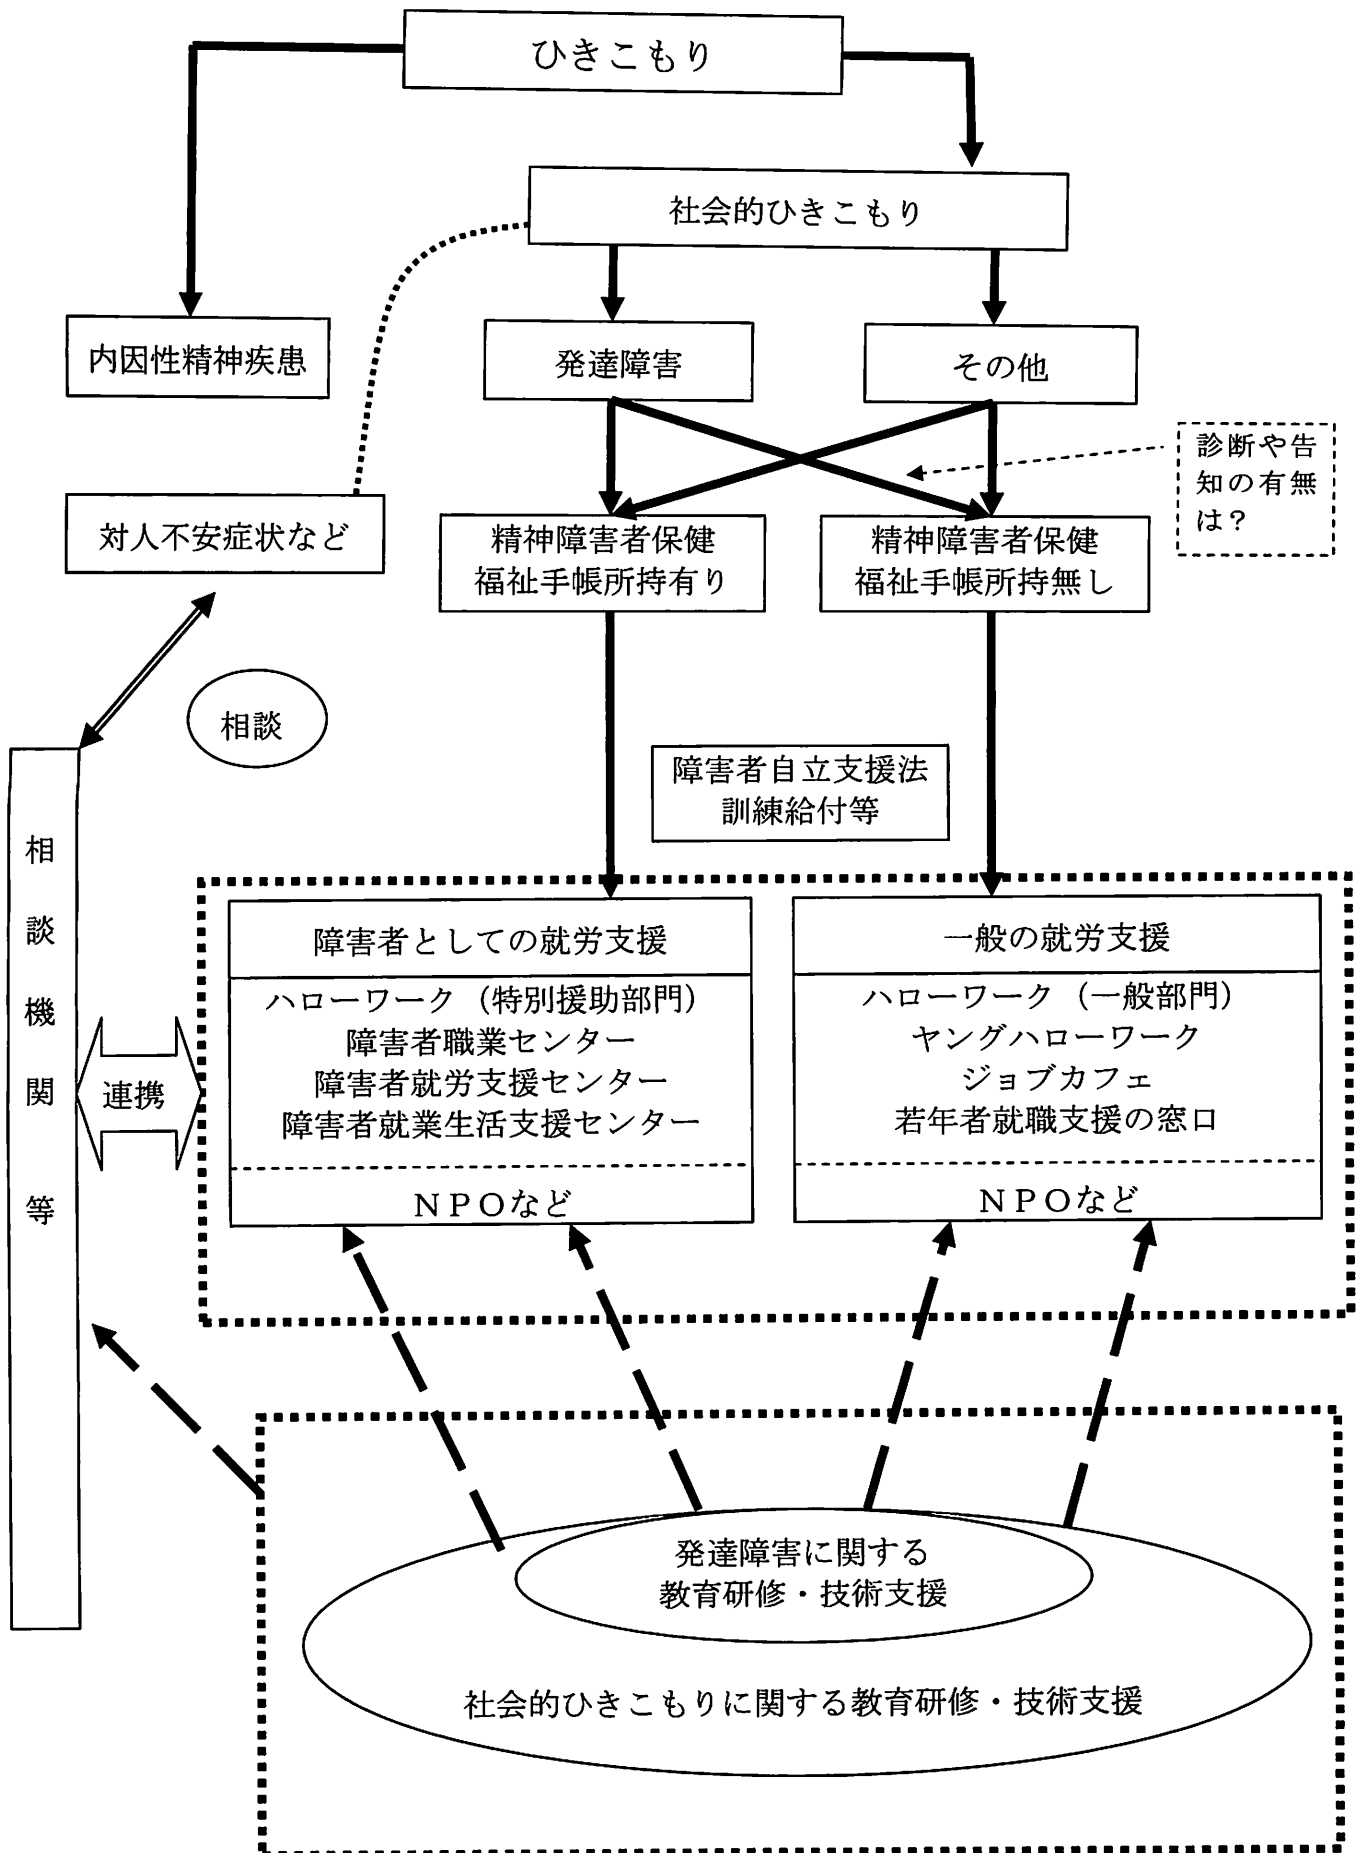 ひきこもり
社会的ひきこもり
内因性精神疾患
発達障害
その他
診断や告
知の有無
は？
対人不安症状など
精神障害者保健
福祉手帳所持有り
精神障害者保健
福祉手帳所持無し
相談
障害者自立支援法
訓練給付等
相談機関等
連携
障害者としての就労支援
ハローワーク（特別援助部門）
障害者職業センター
障害者就労支援センター
障害者就業生活支援センター
ＮＰＯなど
一般の就労支援
ハローワーク（一般部門）
ヤングハローワーク
ジョブカフェ
若年者就職支援の窓口
ＮＰＯなど
発達障害に関する
教育研修・技術支援
社会的ひきこもりに関する教育研修・技術支援